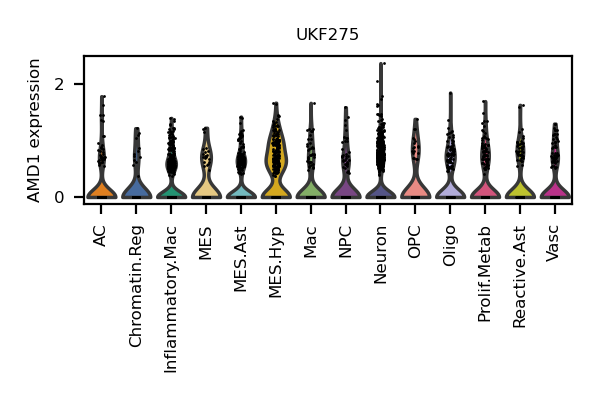 UKF275
AMD1 expression
2
0
AC
Chromatin.Reg
Inflammatory.Mac
MES
MES.Ast
MES.Hyp
Mac
NPC
Neuron
OPC
Oligo
Prolif.Metab
Reactive.Ast
Vasc